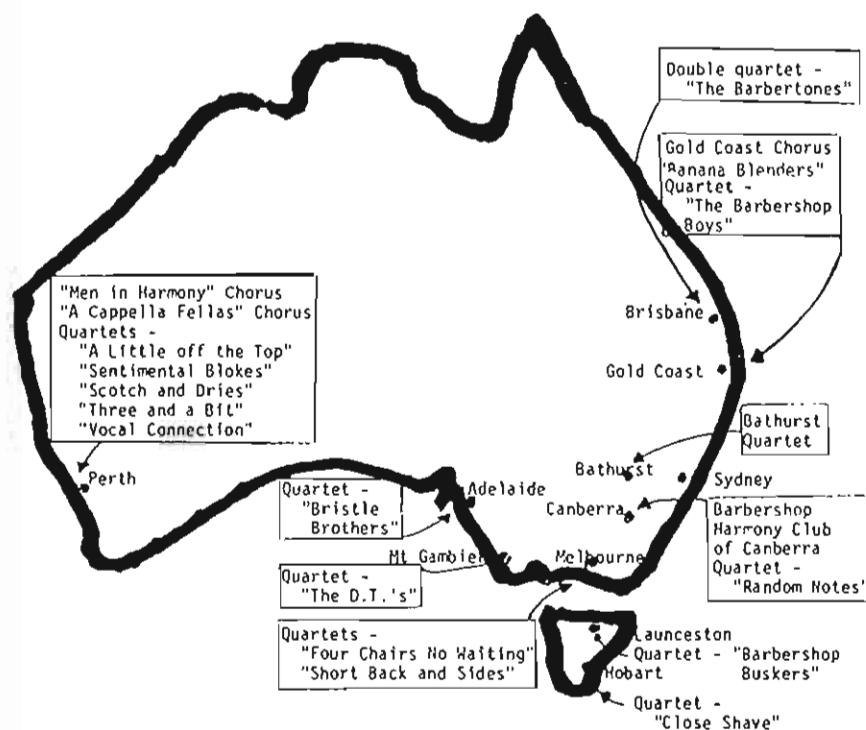 Double quartet -
"The Barbertones"
Gold Coast Chorus
"Banana Blenders"
Quartet -
"The Barbershop
Boys"
"Men in Harmony" Chorus
"A Cappella Fellas" Chorus
Quartets -
"A Little off the Top"
"Sentimental Blokes"
"Scotch and Dries"
"Three and a Bit"
"Vocal Connection"
Brisbane
Gold Coast
Bathurst
Quartet
Bathurst
Sydney
Perth
Quartet -
"Bristle
Brothers"
Adelaide
Canberra
Barbershop
Harmony Club
of Canberra
Quartet -
"Random Notes'
Mt Gambier
Melbourne
Quartet -
"The D.T.'s"
Quartets -
"Four Chairs No Waiting"
"Short Back and Sides"
Launceston
Quartet - "Barbershop
Buskers"
Hobart
Quartet -
"Close Shave"